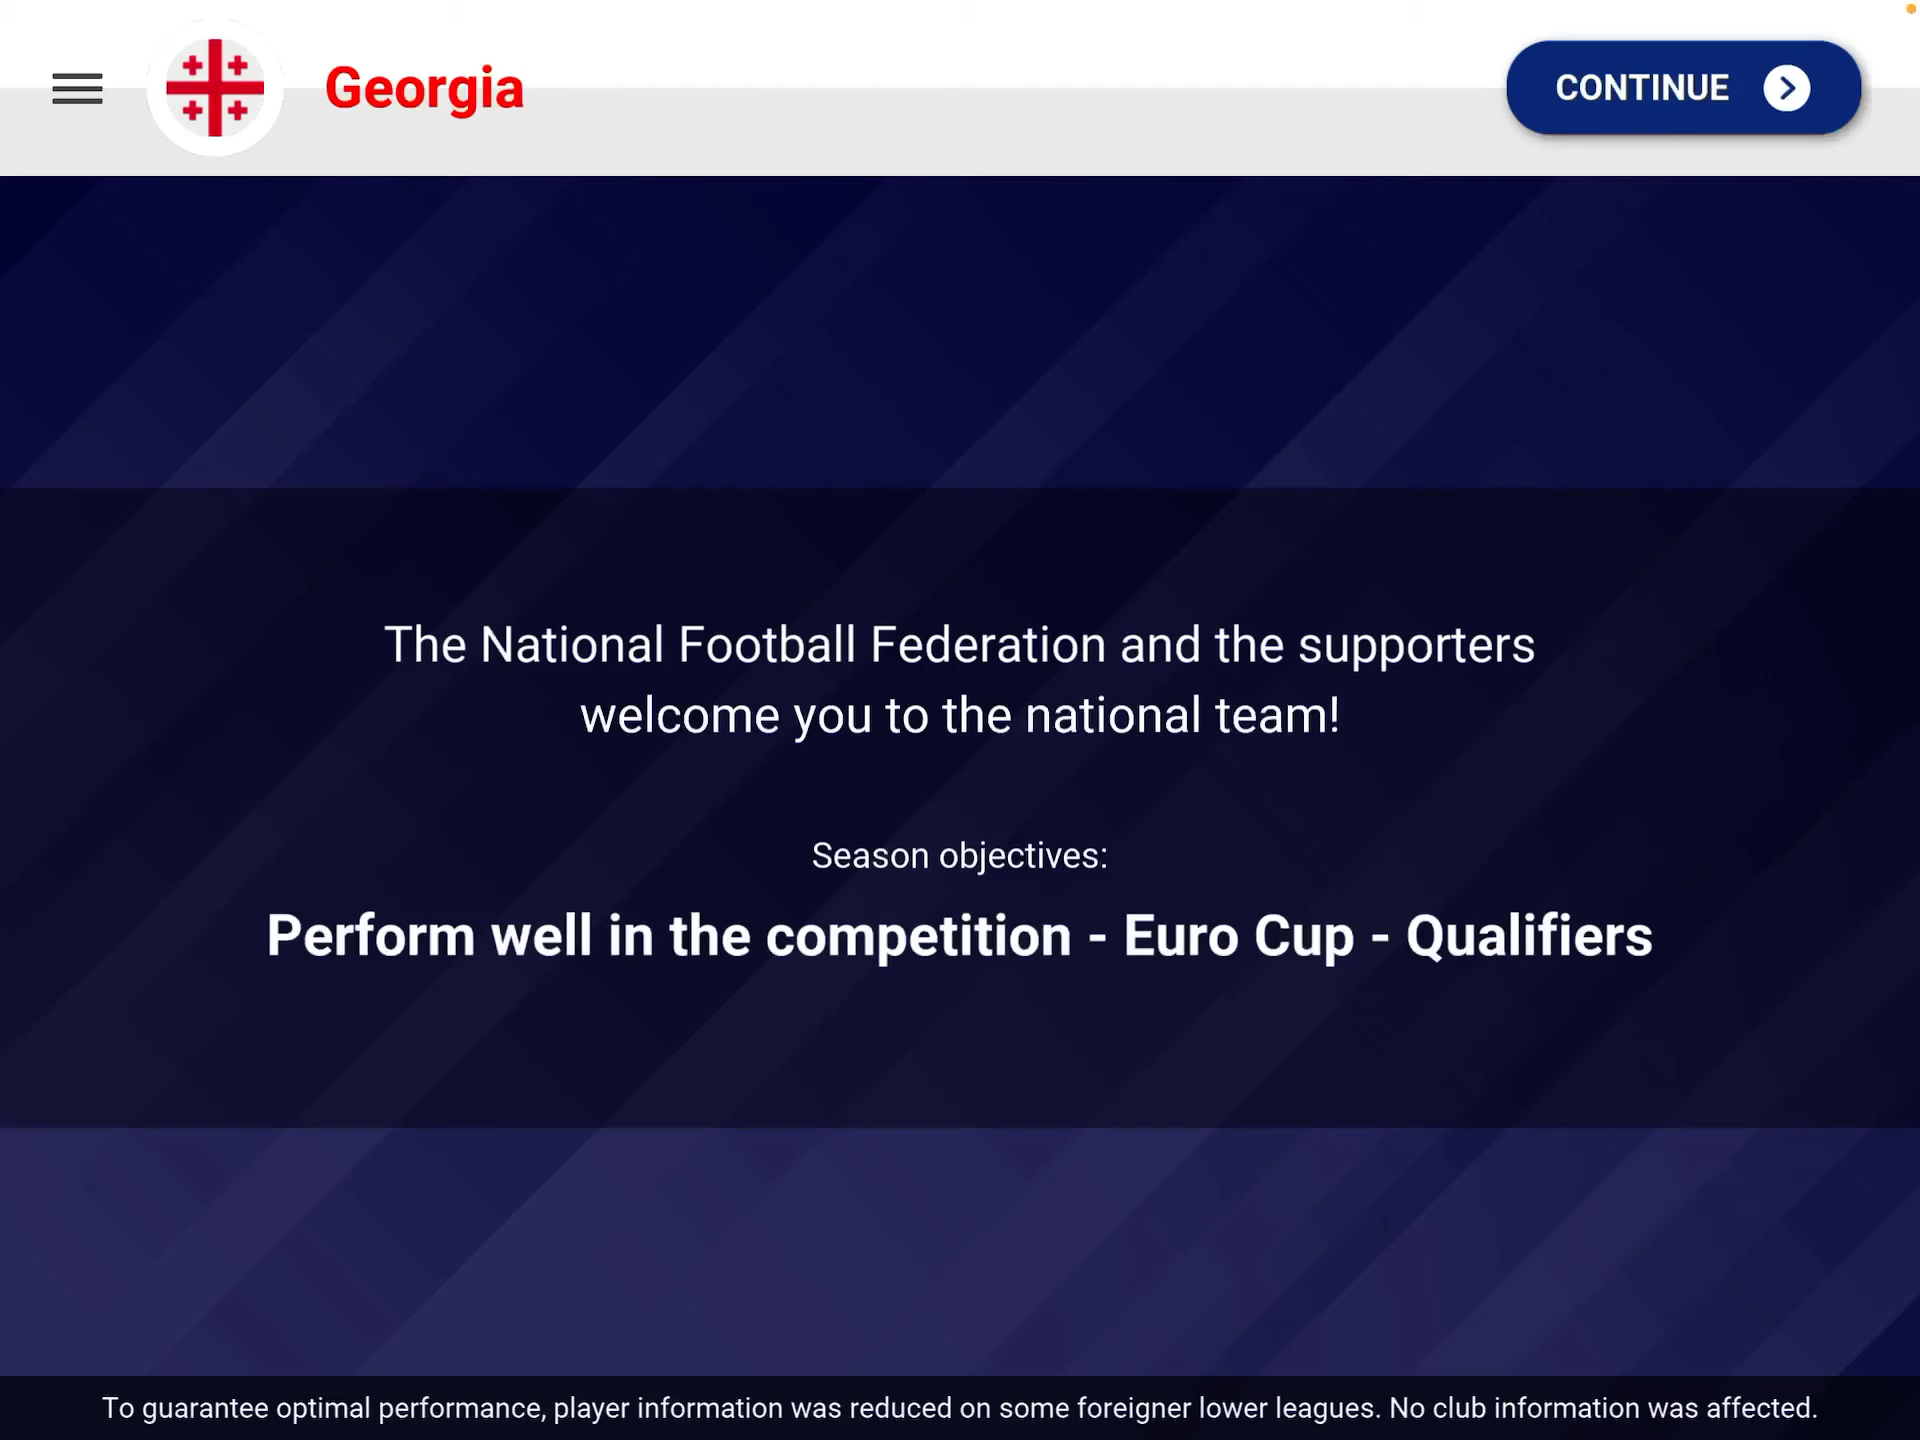 Georgia
CONTINUE
The National Football Federation and the supporters
welcome you to the national team!
Season objectives:
Perform well in the competition - Euro Cup - Qualifiers
To guarantee optimal performance, player information was reduced on some foreigner lower leagues. No club information was affected.